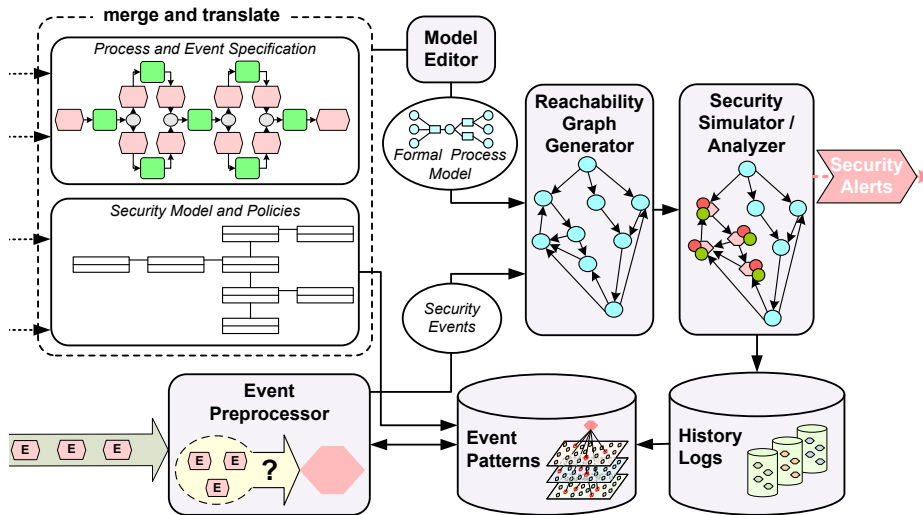 merge and translate
Process and Event Specification
Model
Editor
Formal Process
Model
Reachability
Graph
Generator
Security
Simulator /
Analyzer
Security
Alerts
Security Model and Policies
Security
Events
Event
Preprocessor
E E E
E E
E
?
Event
Patterns
History
Logs